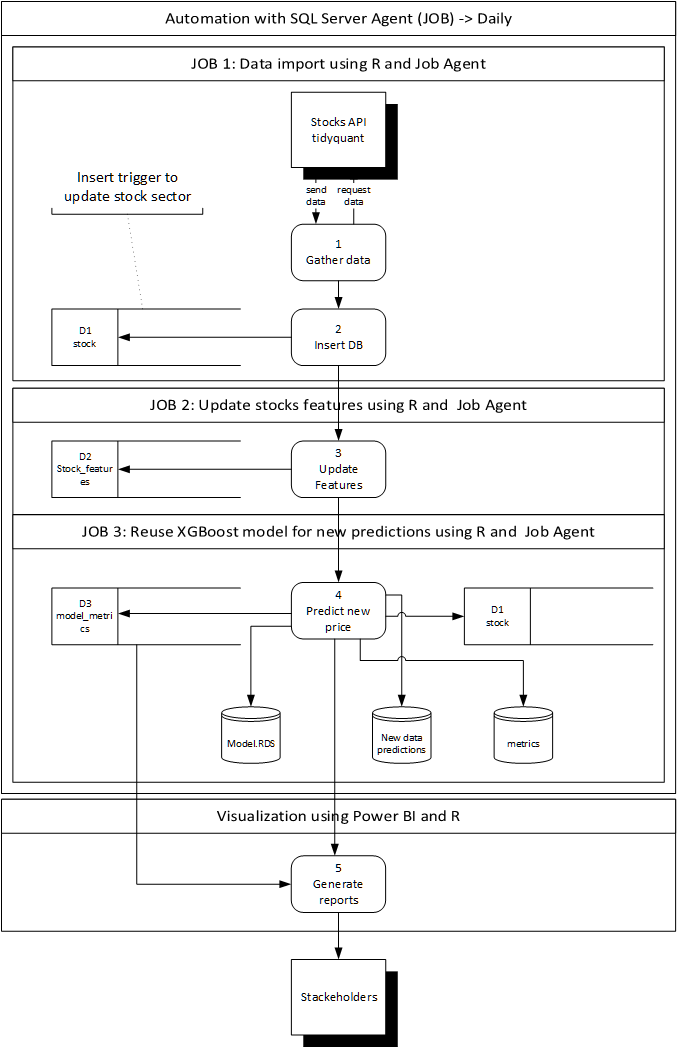 Automation with SQL Server Agent (JOB) -> Daily
JOB 1: Data import using R and Job Agent
Stocks API
tidyquant
Insert trigger to
update stock sector
send
data
request
data
1
Gather data
D1
stock
2
Insert DB
JOB 2: Update stocks features using R and  Job Agent
D2
Stock_featur
es
3
Update
Features
JOB 3: Reuse XGBoost model for new predictions using R and  Job Agent
D3
model_metri
cs
4
Predict new
price
D1
stock
Model.RDS
New data
predictions
metrics
Visualization using Power BI and R
5
Generate
reports
Stackeholders